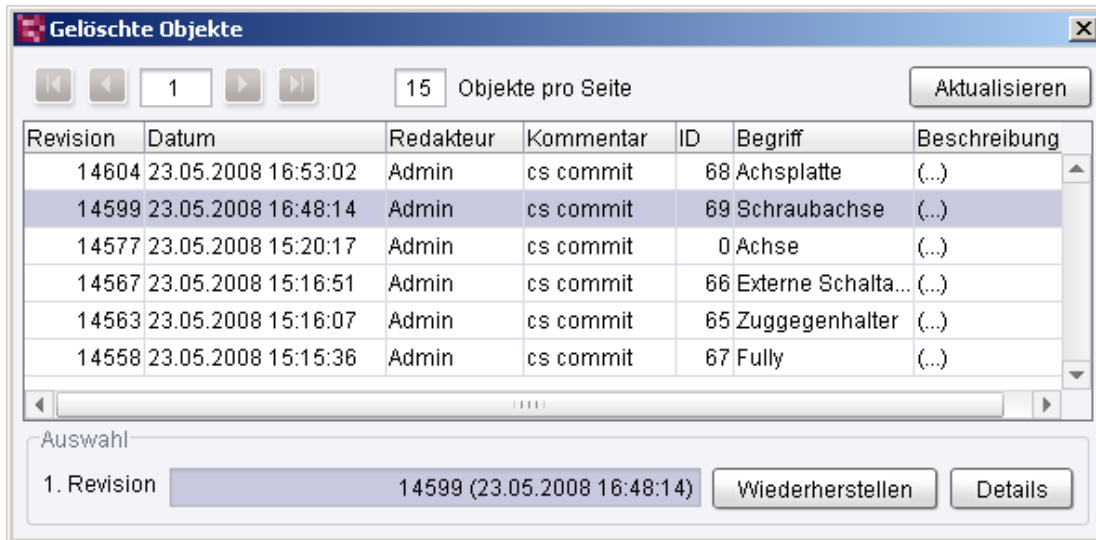 Gelöschte Objekte
1 15 Objekte pro Seite Aktualisieren
Revision Datum Redakteur Kommentar ID Begriff Beschreibung
14604 23.05.2008 16:53:02 Admin cs commit 68 Achsplatte (...)
14599 23.05.2008 16:48:14 Admin cs commit 69 Schraubachse (...)
14577 23.05.2008 15:20:17 Admin cs commit 0 Achse (...)
14567 23.05.2008 15:16:51 Admin cs commit 66 Externe Schalta... (...)
14563 23.05.2008 15:16:07 Admin cs commit 65 Zuggegenhalter (...)
14558 23.05.2008 15:15:36 Admin cs commit 67 Fully (...)
Auswahl
1. Revision 14599 (23.05.2008 16:48:14) Wiederherstellen Details